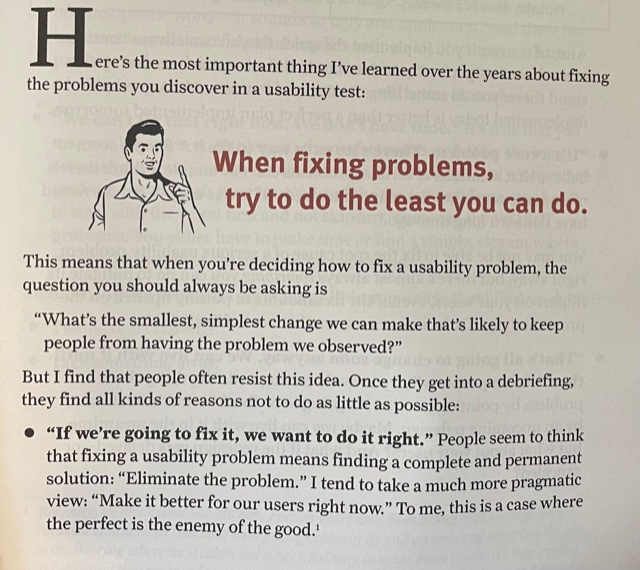 Here's the most important thing I've learned over the years about fixing
the problems you discover in a usability test:
When fixing problems,
try to do the least you can do.
This means that when you're deciding how to fix a usability problem, the
question you should always be asking is
“What's the smallest, simplest change we can make that's likely to keep
people from having the problem we observed?”
But I find that people often resist this idea. Once they get into a debriefing,
they find all kinds of reasons not to do as little as possible:
● “If we're going to fix it, we want to do it right.” People seem to think
that fixing a usability problem means finding a complete and permanent
solution: “Eliminate the problem.” I tend to take a much more pragmatic
view: “Make it better for our users right now.” To me, this is a case where
the perfect is the enemy of the good.¹